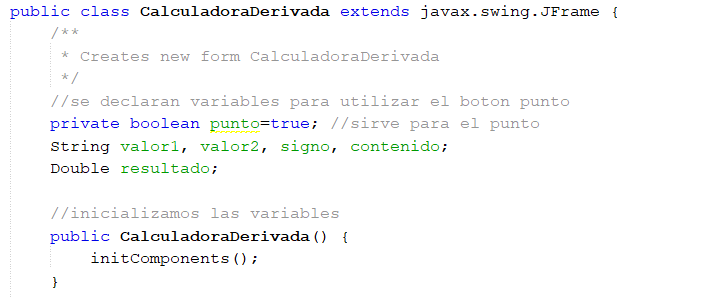 public class CalculadoraDerivada extends javax.swing.JFrame {
/**
* Creates new form CalculadoraDerivada
*/
//se declaran variables para utilizar el boton punto
private boolean punto=true; //sirve para el punto
String valor1, valor2, signo, contenido;
Double resultado;
//inicializamos las variables
public CalculadoraDerivada() {
initComponents();
}